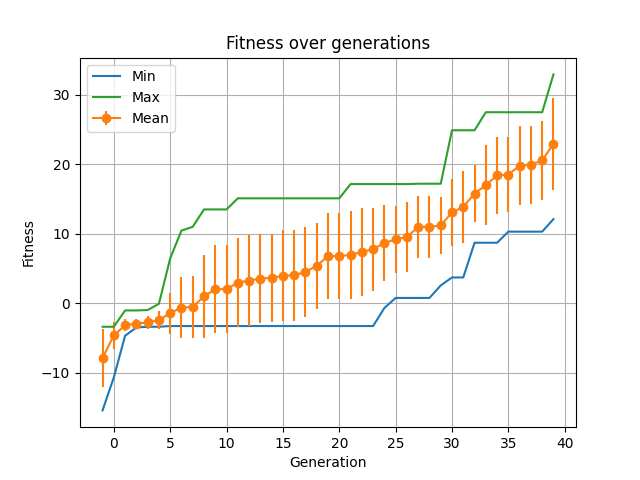 Fitness over generations
Min
Max
Mean
30
20
10
0
−10
Fitness
0 5 10 15 20 25 30 35 40
Generation